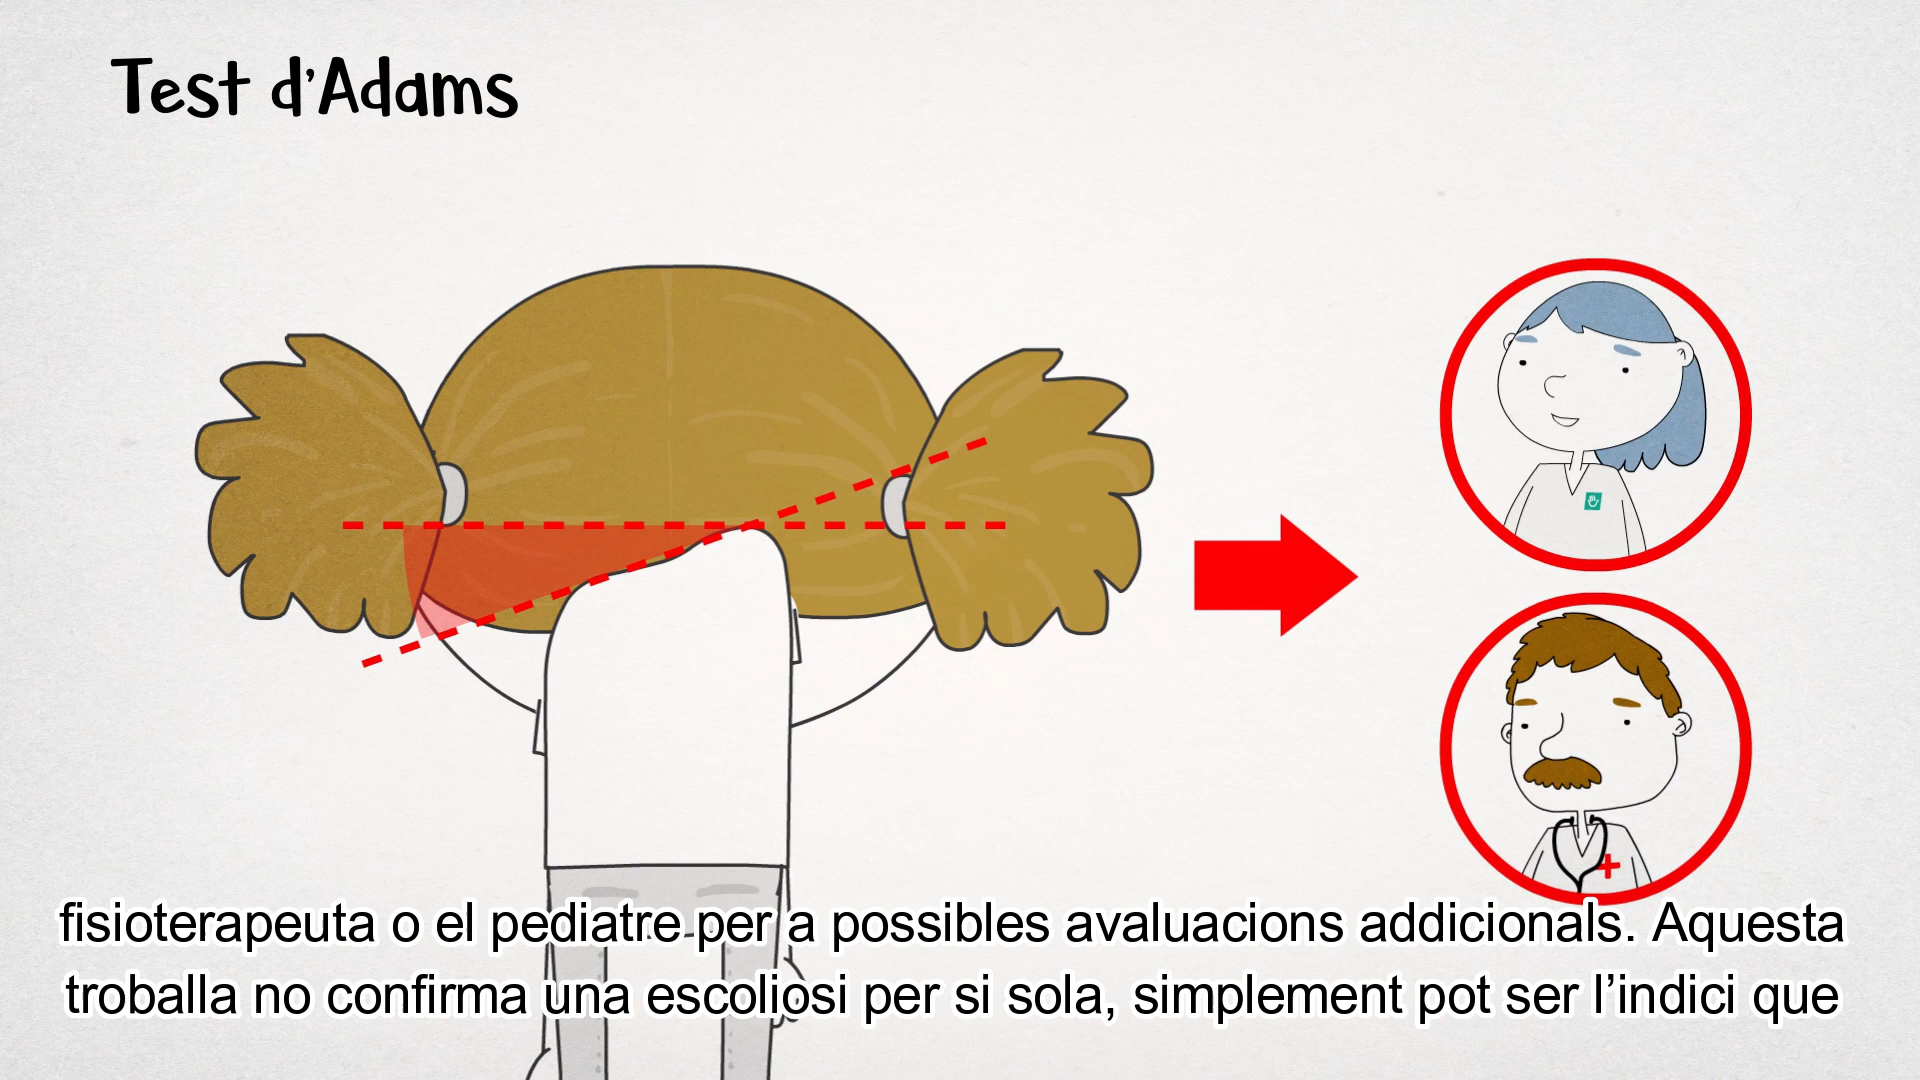 Test d’Adams
fisioterapeuta o el pediatre per a possibles avaluacions addicionals. Aquesta
troballa no confirma una escoliosi per si sola, simplement pot ser l’indici que